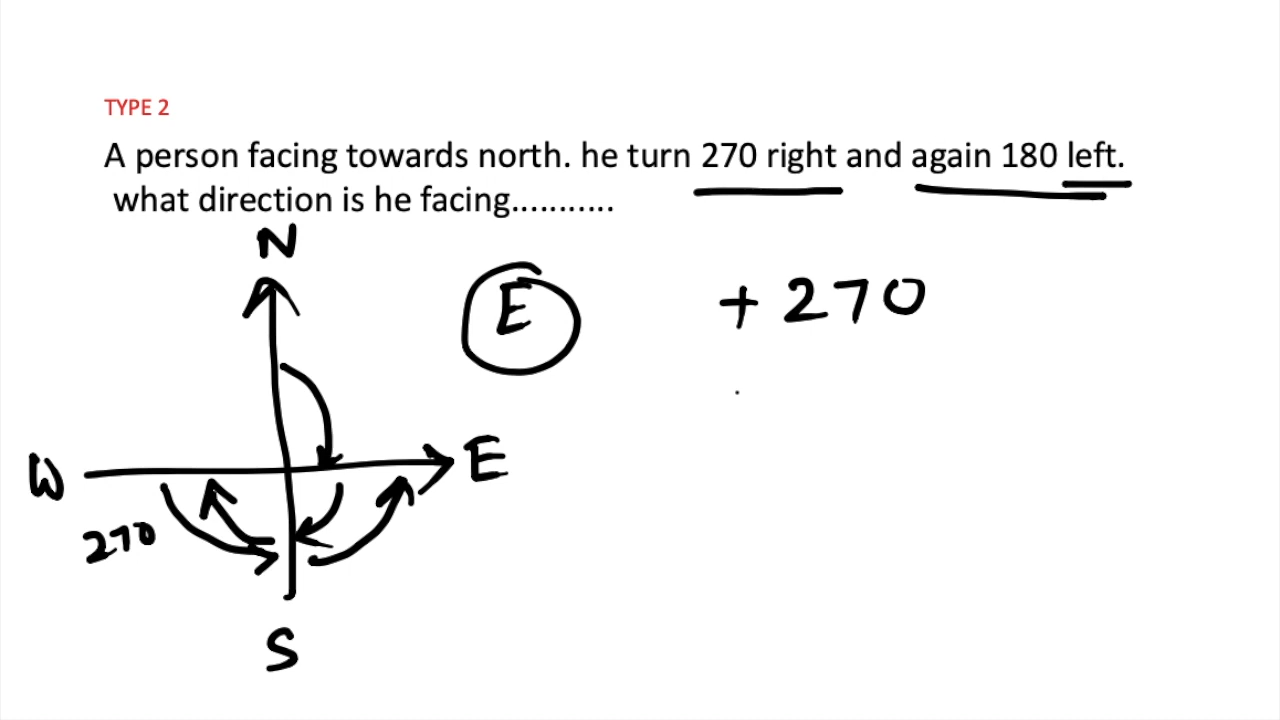 TYPE 2
A person facing towards north. he turn 270 right and again 180 left.
what direction is he facing...........
N
E
+ 270
W
E
270
S